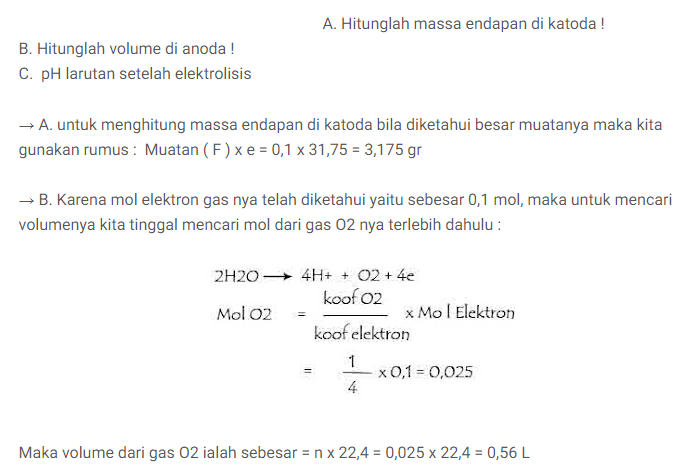 A. Hitunglah massa endapan di katoda !
B. Hitunglah volume di anoda !
C. pH larutan setelah elektrolisis
→ A. untuk menghitung massa endapan di katoda bila diketahui besar muatanya maka kita
gunakan rumus : Muatan ( F ) x e = 0,1 x 31,75 = 3,175 gr
→ B. Karena mol elektron gas nya telah diketahui yaitu sebesar 0,1 mol, maka untuk mencari
volumenya kita tinggal mencari mol dari gas O2 nya terlebih dahulu :
2H2O → 4H+ + O2 + 4e
Mol O2 = koof O2 / koof elektron x Mo l Elektron
= 1 / 4 x 0,1 = 0,025
Maka volume dari gas O2 ialah sebesar = n x 22,4 = 0,025 x 22,4 = 0,56 L